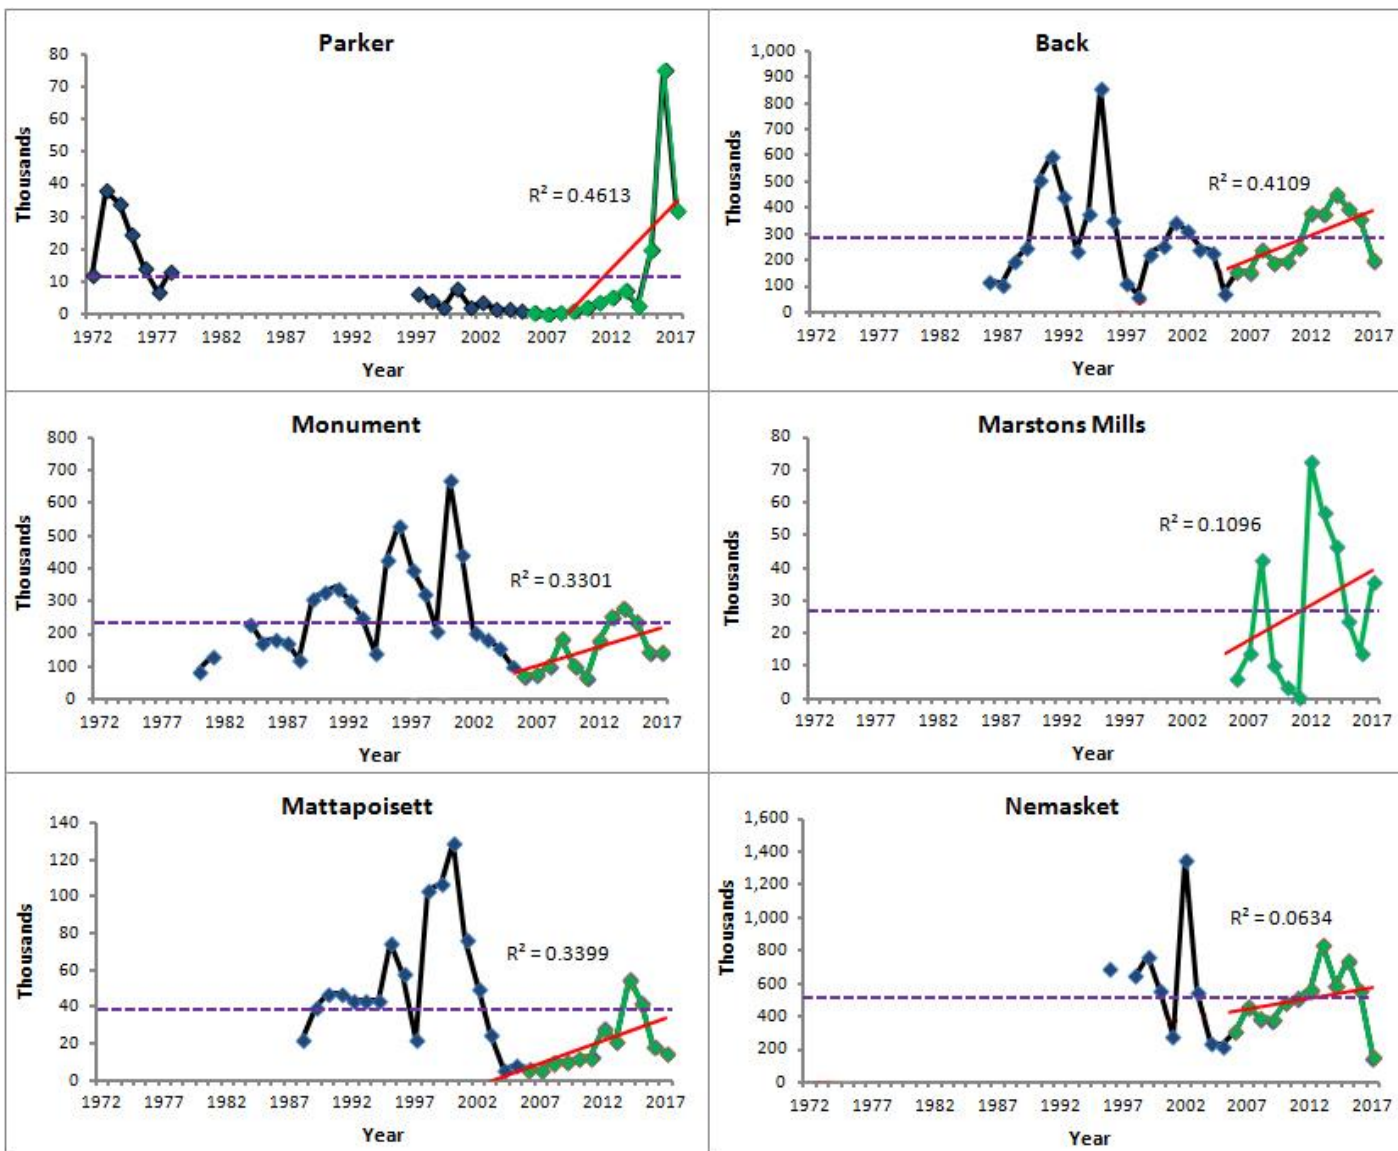 Parker
80
70
60
50
40
30
20
10
0
Thousands
R² = 0.4613
1972 1977 1982 1987 1992 1997 2002 2007 2012 2017
Year
Back
1,000
900
800
700
600
500
400
300
200
100
0
Thousands
R² = 0.4109
1972 1977 1982 1987 1992 1997 2002 2007 2012 2017
Year
Monument
800
700
600
500
400
300
200
100
0
Thousands
R² = 0.3301
1972 1977 1982 1987 1992 1997 2002 2007 2012 2017
Year
Marstons Mills
80
70
60
50
40
30
20
10
0
Thousands
R² = 0.1096
1972 1977 1982 1987 1992 1997 2002 2007 2012 2017
Year
Mattapoisett
140
120
100
80
60
40
20
0
Thousands
R² = 0.3399
1972 1977 1982 1987 1992 1997 2002 2007 2012 2017
Year
Nemasket
1,600
1,400
1,200
1,000
800
600
400
200
0
Thousands
R² = 0.0634
1972 1977 1982 1987 1992 1997 2002 2007 2012 2017
Year